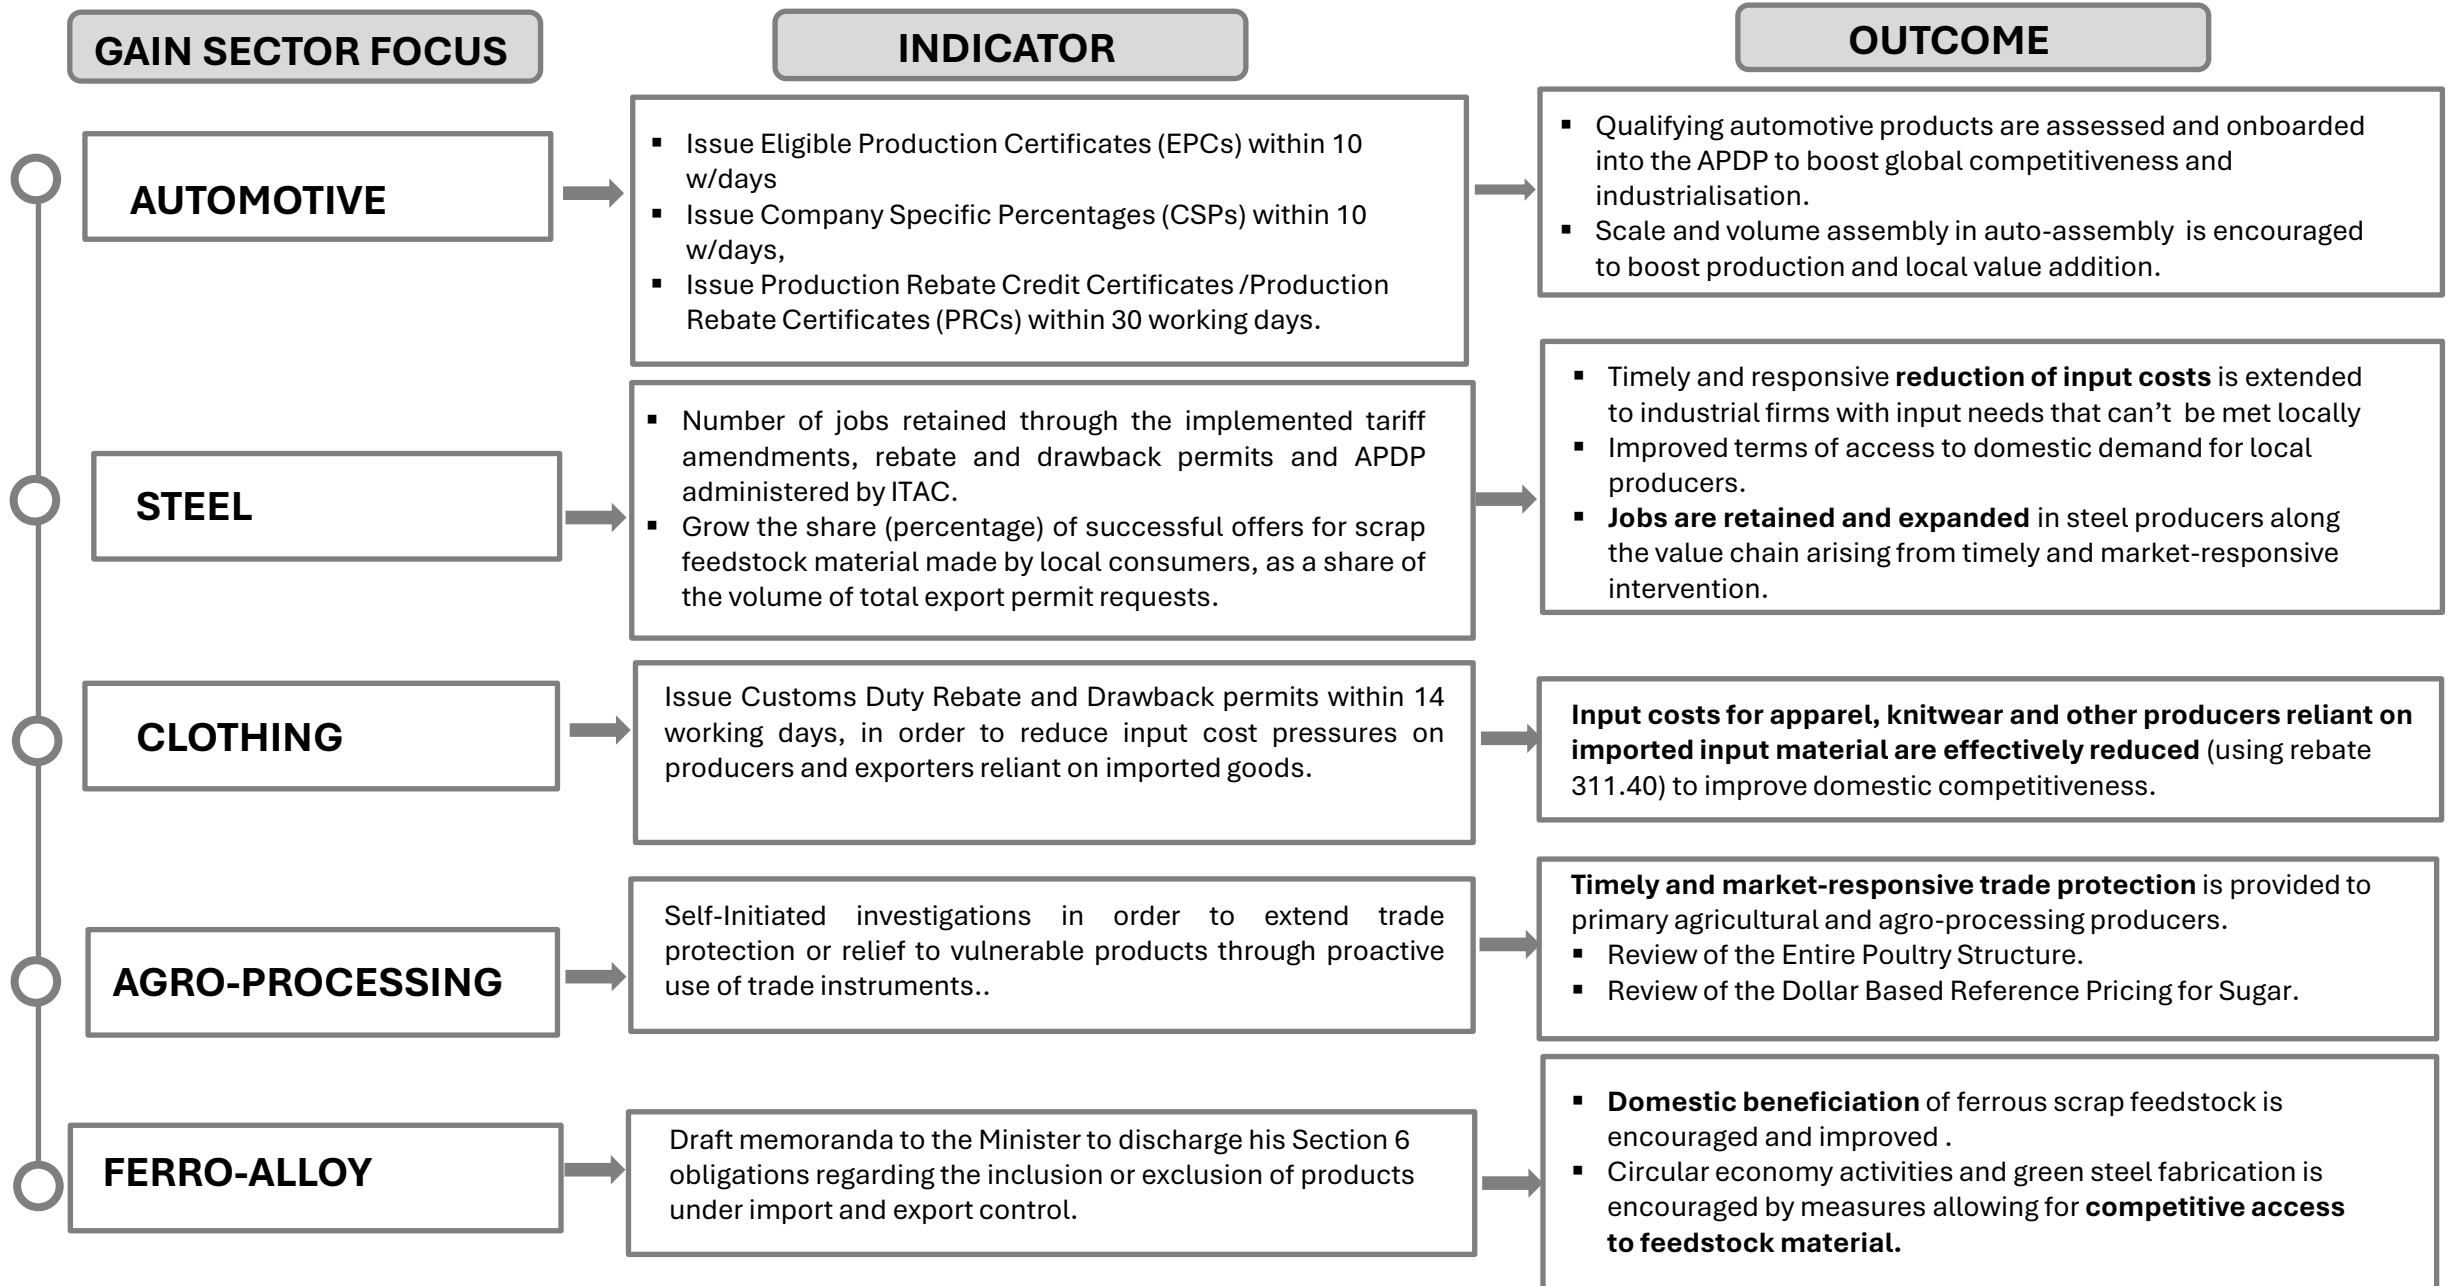 GAIN SECTOR FOCUS
INDICATOR
OUTCOME
AUTOMOTIVE
▪ Issue Eligible Production Certificates (EPCs) within 10
w/days
▪ Issue Company Specific Percentages (CSPs) within 10
w/days,
▪ Issue Production Rebate Credit Certificates /Production
Rebate Certificates (PRCs) within 30 working days.
▪ Qualifying automotive products are assessed and onboarded
into the APDP to boost global competitiveness and
industrialisation.
▪ Scale and volume assembly in auto-assembly is encouraged
to boost production and local value addition.
STEEL
▪ Number of jobs retained through the implemented tariff
amendments, rebate and drawback permits and APDP
administered by ITAC.
▪ Grow the share (percentage) of successful offers for scrap
feedstock material made by local consumers, as a share of
the volume of total export permit requests.
▪ Timely and responsive reduction of input costs is extended
to industrial firms with input needs that can’t be met locally
▪ Improved terms of access to domestic demand for local
producers.
▪ Jobs are retained and expanded in steel producers along
the value chain arising from timely and market-responsive
intervention.
CLOTHING
Issue Customs Duty Rebate and Drawback permits within 14
working days, in order to reduce input cost pressures on
producers and exporters reliant on imported goods.
Input costs for apparel, knitwear and other producers reliant on
imported input material are effectively reduced (using rebate
311.40) to improve domestic competitiveness.
AGRO-PROCESSING
Self-Initiated investigations in order to extend trade
protection or relief to vulnerable products through proactive
use of trade instruments..
Timely and market-responsive trade protection is provided to
primary agricultural and agro-processing producers.
▪ Review of the Entire Poultry Structure.
▪ Review of the Dollar Based Reference Pricing for Sugar.
FERRO-ALLOY
Draft memoranda to the Minister to discharge his Section 6
obligations regarding the inclusion or exclusion of products
under import and export control.
▪ Domestic beneficiation of ferrous scrap feedstock is
encouraged and improved .
▪ Circular economy activities and green steel fabrication is
encouraged by measures allowing for competitive access
to feedstock material.